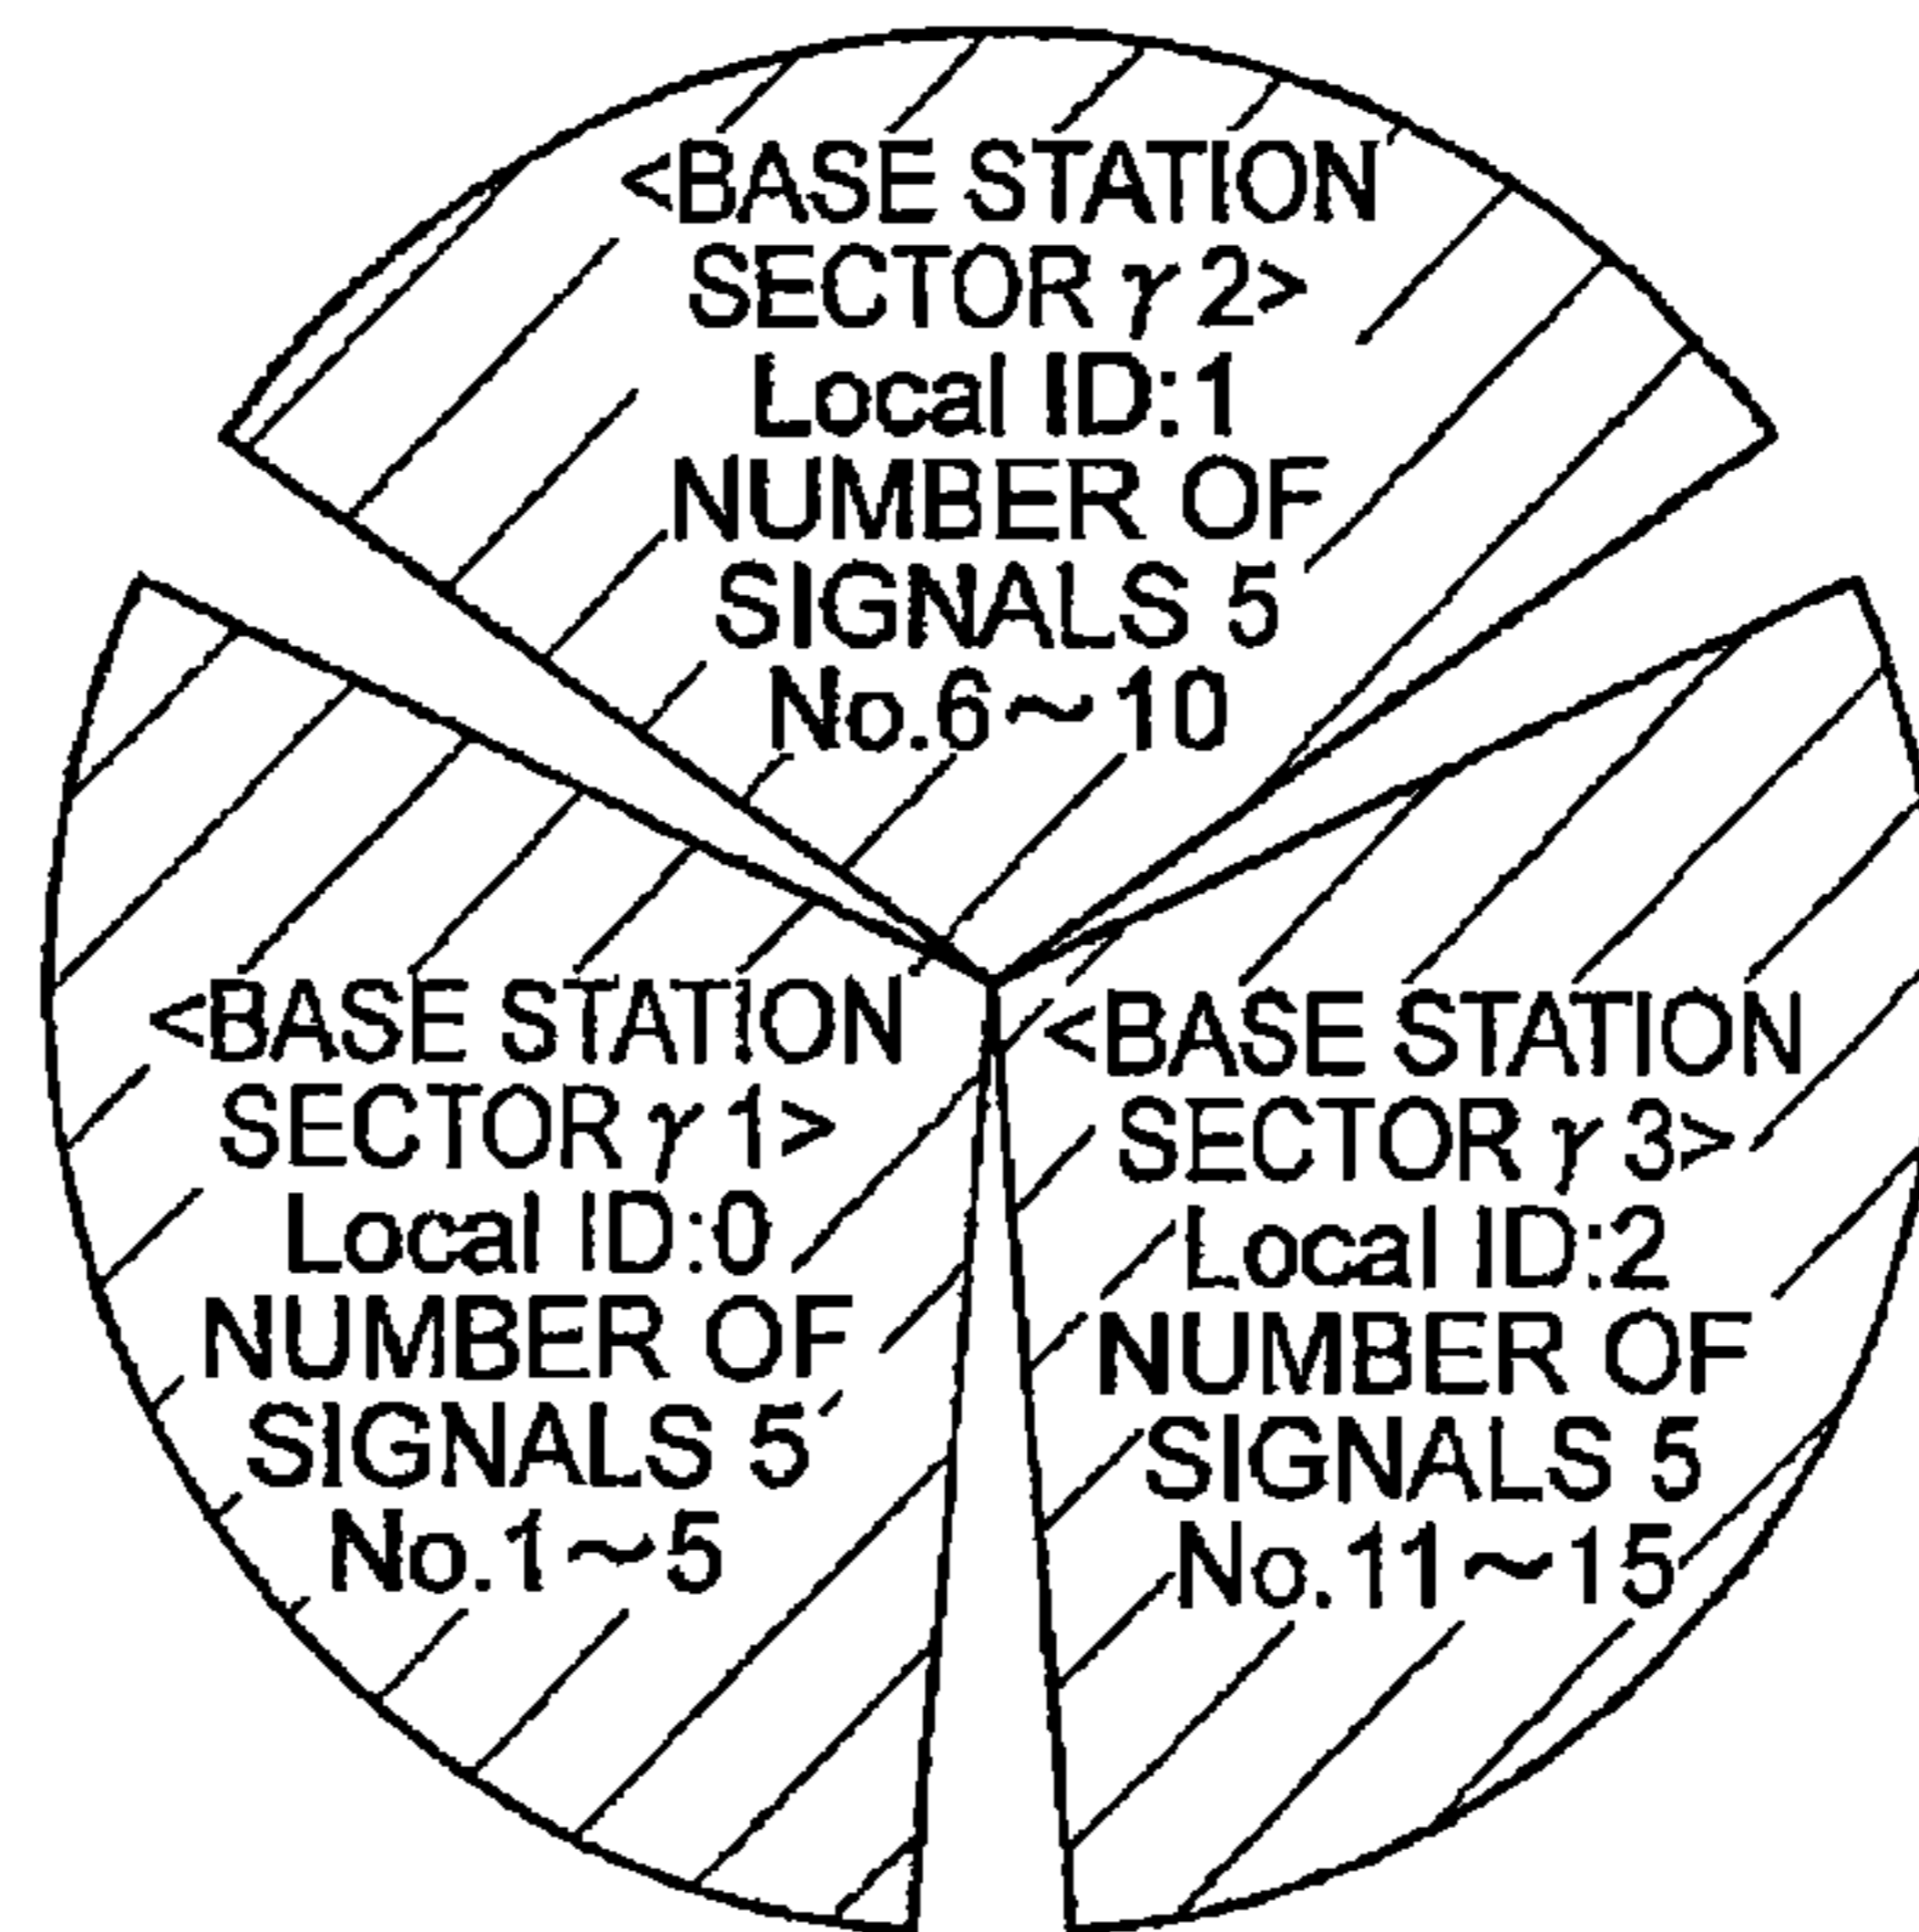 <BASE STATION
SECTOR γ 2>
Local ID:1
NUMBER OF
SIGNALS 5
No.6~10
<BASE STATION
SECTOR γ 1>
Local ID:0
NUMBER OF
SIGNALS 5
No.1~5
<BASE STATION
SECTOR γ 3>
Local ID:2
NUMBER OF
SIGNALS 5
No.11~15